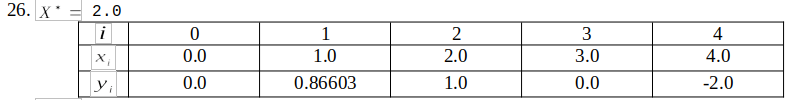 26. X* = 2.0
i 0 1 2 3 4
xᵢ 0.0 1.0 2.0 3.0 4.0
yᵢ 0.0 0.86603 1.0 0.0 -2.0